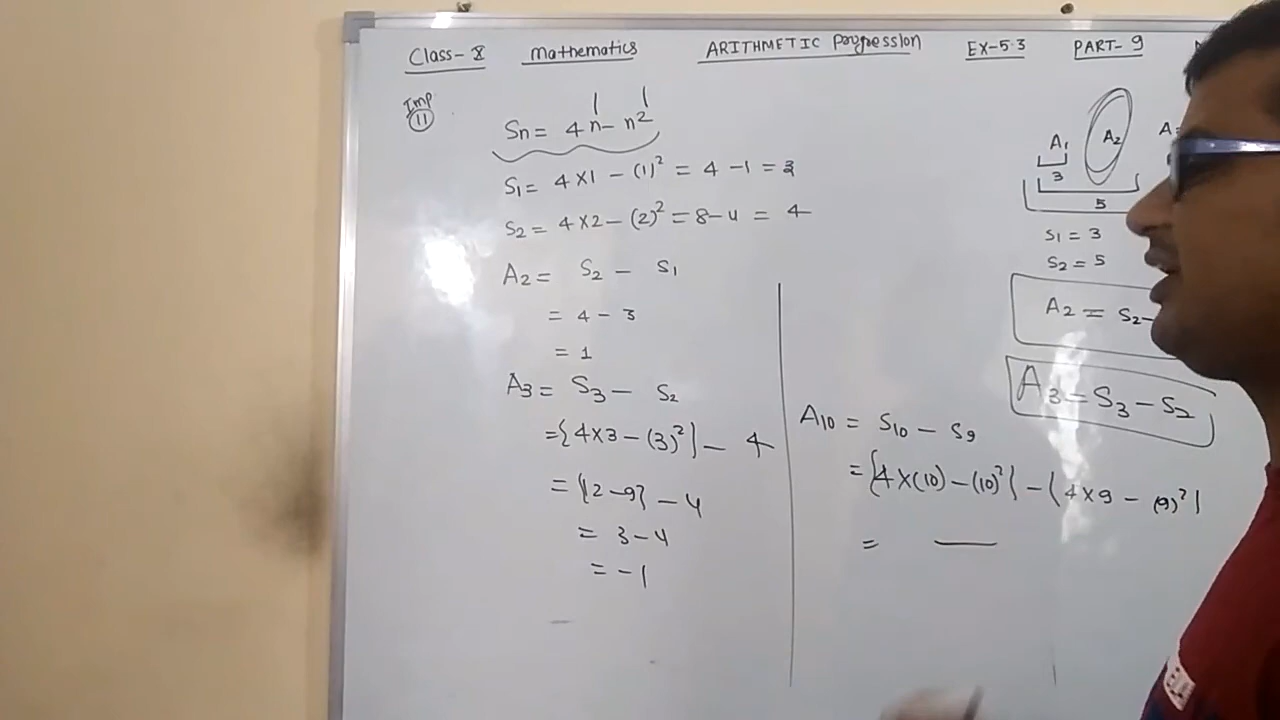 Class- X Mathematics ARITHMETIC Progression EX-5.3 PART- 9
Imp
11
Sn = 4n - n²
S1 = 4×1 - (1)² = 4 - 1 = 3
S2 = 4×2 - (2)² = 8 - 4 = 4
A2 = S2 - S1
= 4 - 3
= 1
A3 = S3 - S2
= {4×3 - (3)²} - 4
= {12 - 9} - 4
= 3 - 4
= -1
A10 = S10 - S9
= {4×(10) - (10)²} - {4×9 - (9)²}
=
A1 A2
3
5
S1 = 3
S2 = 5
A2 = S2 -
A3 = S3 - S2